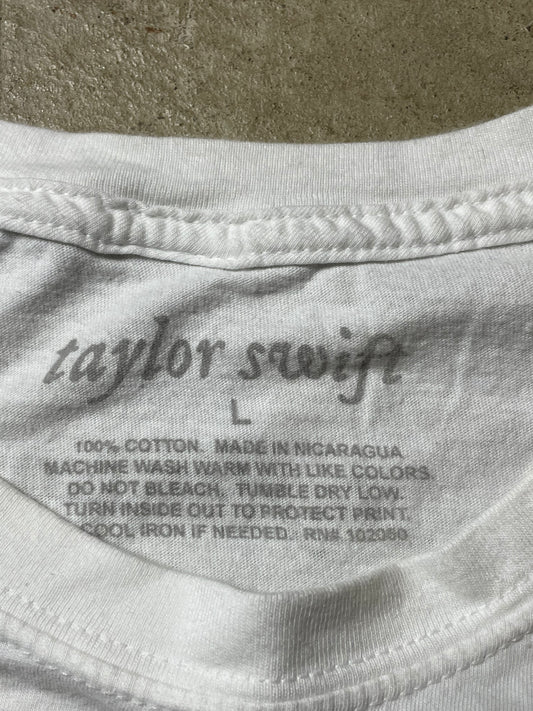 taylor swift
L
100% COTTON. MADE IN NICARAGUA
MACHINE WASH WARM WITH LIKE COLORS.
DO NOT BLEACH. TUMBLE DRY LOW.
TURN INSIDE OUT TO PROTECT PRINT.
COOL IRON IF NEEDED. RN# 102060